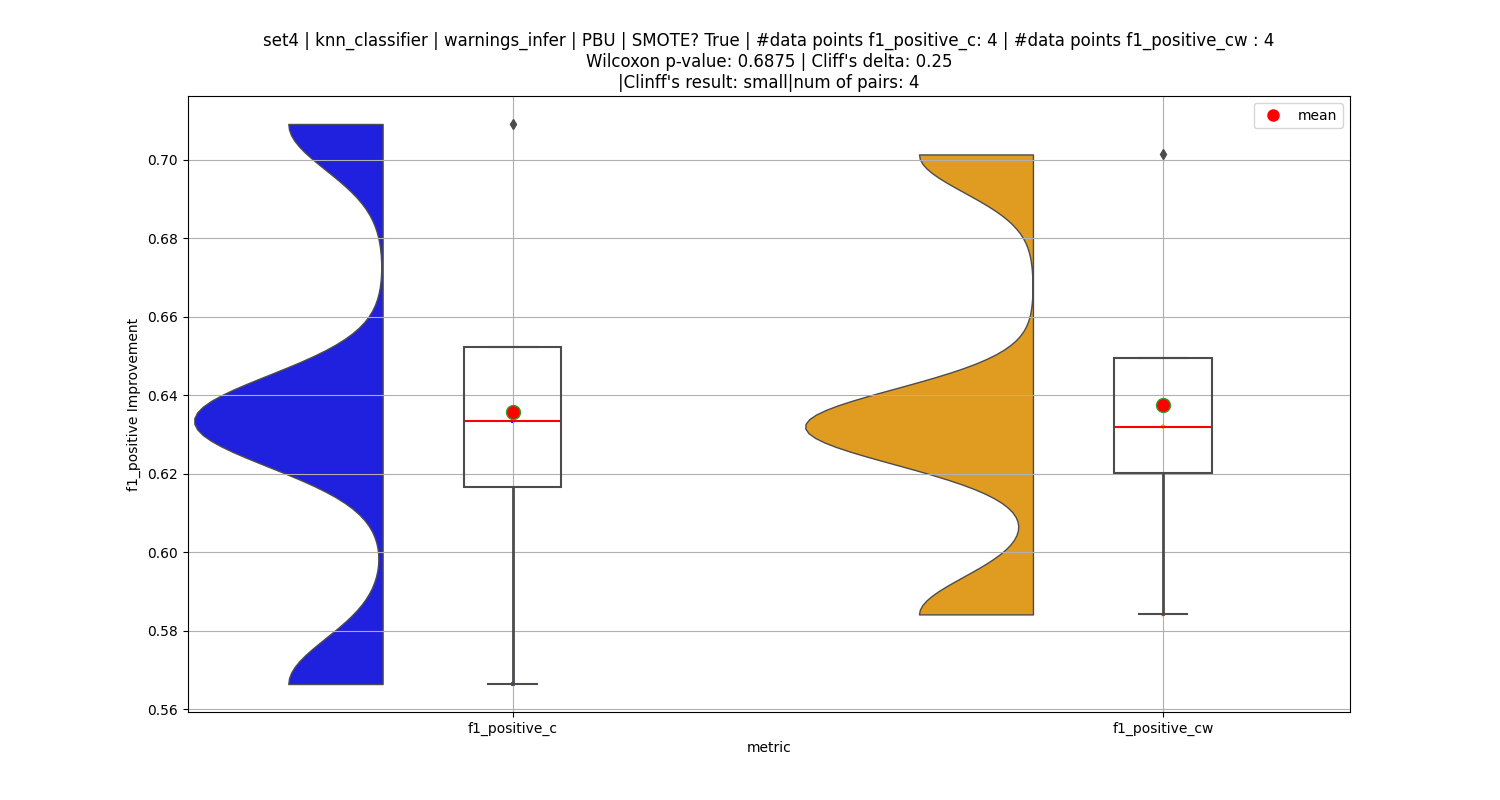 set4 | knn_classifier | warnings_infer | PBU | SMOTE? True | #data points f1_positive_c: 4 | #data points f1_positive_cw : 4
Wilcoxon p-value: 0.6875 | Cliff's delta: 0.25
|Clinff's result: small|num of pairs: 4
mean
0.70
0.68
0.66
0.64
0.62
0.60
0.58
0.56
f1_positive Improvement
f1_positive_c
f1_positive_cw
metric